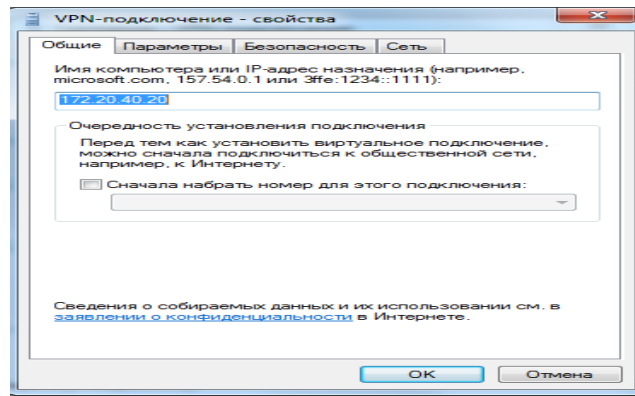 VPN-подключение - свойства
Общие Параметры Безопасность Сеть
Имя компьютера или IP-адрес назначения (например,
microsoft.com, 157.54.0.1 или 3ffe:1234::1111):
172.20.40.20
Очередность установления подключения
Перед тем как установить виртуальное подключение,
можно сначала подключиться к общественной сети,
например, к Интернету.
Сначала набрать номер для этого подключения:
Сведения о собираемых данных и их использовании см. в
заявлении о конфиденциальности в Интернете.
ОК Отмена